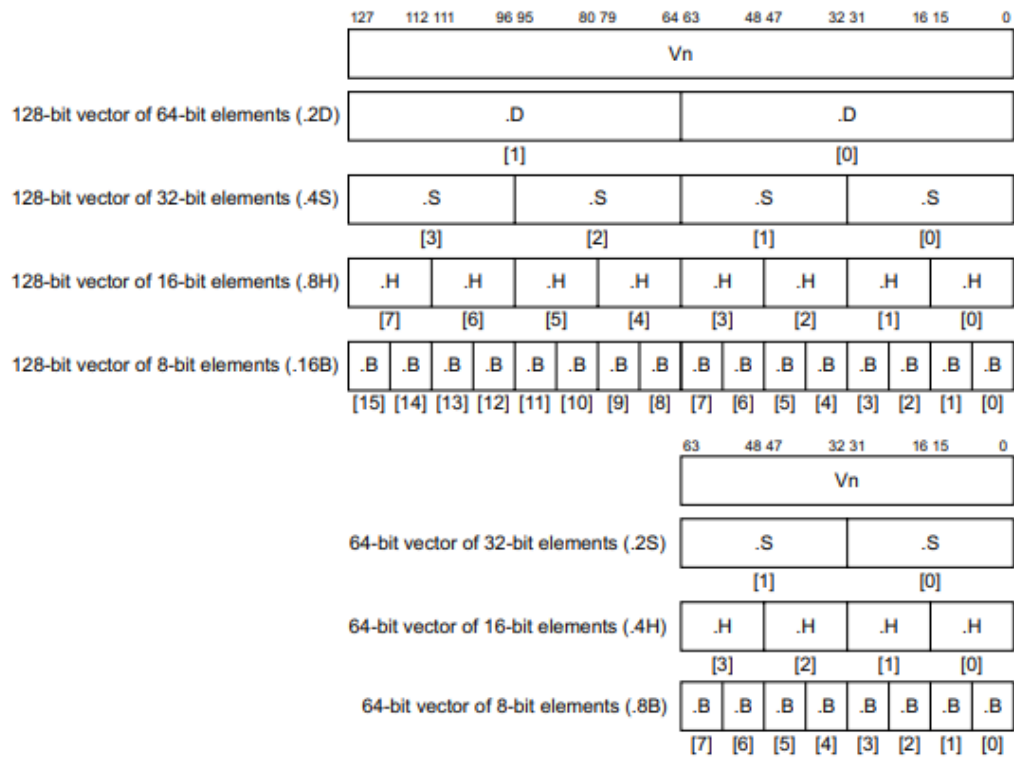 127 112 111 96 95 80 79 64 63 48 47 32 31 16 15 0
Vn
128-bit vector of 64-bit elements (.2D) .D .D
[1] [0]
128-bit vector of 32-bit elements (.4S) .S .S .S .S
[3] [2] [1] [0]
128-bit vector of 16-bit elements (.8H) .H .H .H .H .H .H .H .H
[7] [6] [5] [4] [3] [2] [1] [0]
128-bit vector of 8-bit elements (.16B) .B .B .B .B .B .B .B .B .B .B .B .B .B .B .B .B
[15] [14] [13] [12] [11] [10] [9] [8] [7] [6] [5] [4] [3] [2] [1] [0]
63 48 47 32 31 16 15 0
Vn
64-bit vector of 32-bit elements (.2S) .S .S
[1] [0]
64-bit vector of 16-bit elements (.4H) .H .H .H .H
[3] [2] [1] [0]
64-bit vector of 8-bit elements (.8B) .B .B .B .B .B .B .B .B
[7] [6] [5] [4] [3] [2] [1] [0]